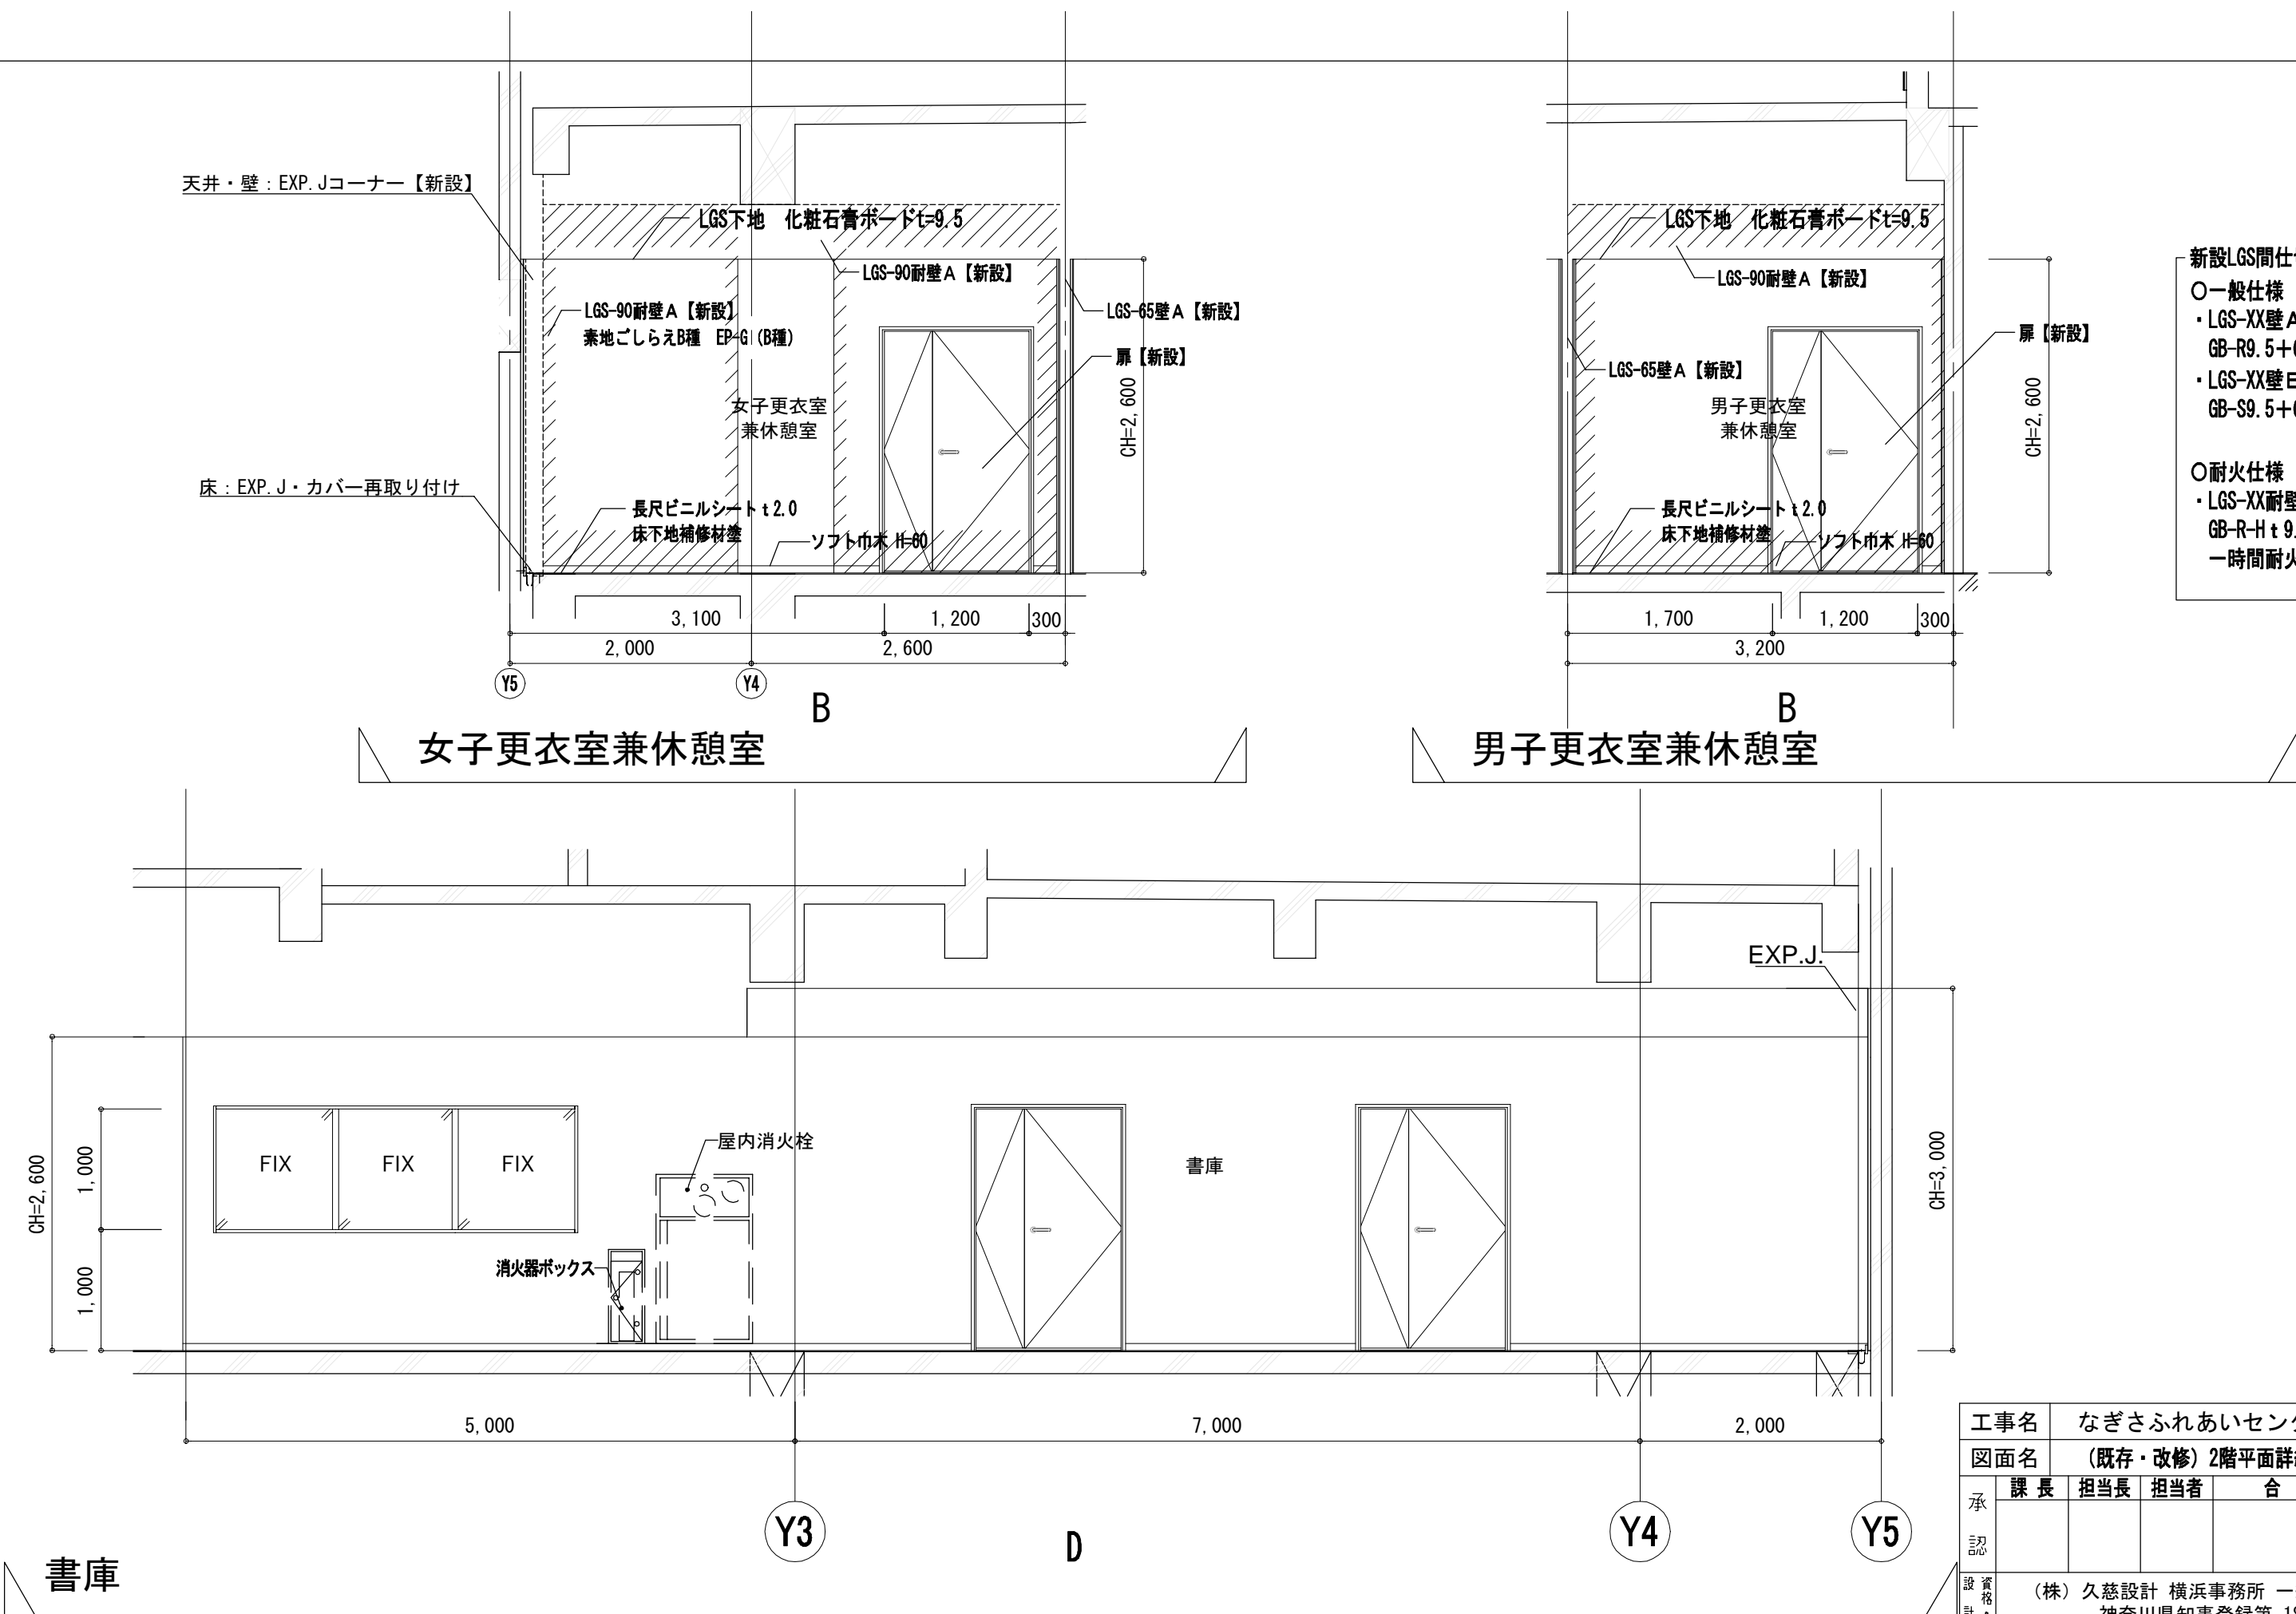 天井・壁：EXP.Jコーナー【新設】
LGS下地　化粧石膏ボードt=9.5
LGS-90耐壁A【新設】
LGS-90耐壁A【新設】
素地ごしらえB種　EP-G（B種）
LGS-65壁A【新設】
扉【新設】
女子更衣室
兼休憩室
CH=2,600
床：EXP.J・カバー再取り付け
長尺ビニルシートｔ2.0
床下地補修材塗
ソフト巾木 H=60
3,100
1,200
300
2,000
2,600
Y5
Y4
B
女子更衣室兼休憩室
LGS下地　化粧石膏ボードt=9.5
LGS-90耐壁A【新設】
扉【新設】
LGS-65壁A【新設】
男子更衣室
兼休憩室
CH=2,600
長尺ビニルシートｔ2.0
床下地補修材塗
ソフト巾木 H=60
1,700
1,200
300
3,200
B
男子更衣室兼休憩室
新設LGS間仕
○一般仕様
・LGS-XX壁A
GB-R9.5+
・LGS-XX壁
GB-S9.5+
○耐火仕様
・LGS-XX耐壁
GB-R-Hｔ9.
一時間耐火
EXP.J.
CH=2,600
1,000
1,000
FIX
FIX
FIX
屋内消火栓
消火器ボックス
書庫
CH=3,000
5,000
7,000
2,000
Y3
Y4
Y5
D
書庫
工事名
なぎさふれあいセン
図面名
（既存・改修）2階平面詳
承認
課長
担当長
担当者
合
設計
資格
（株）久慈設計 横浜事務所 一
神奈川県知事登録第